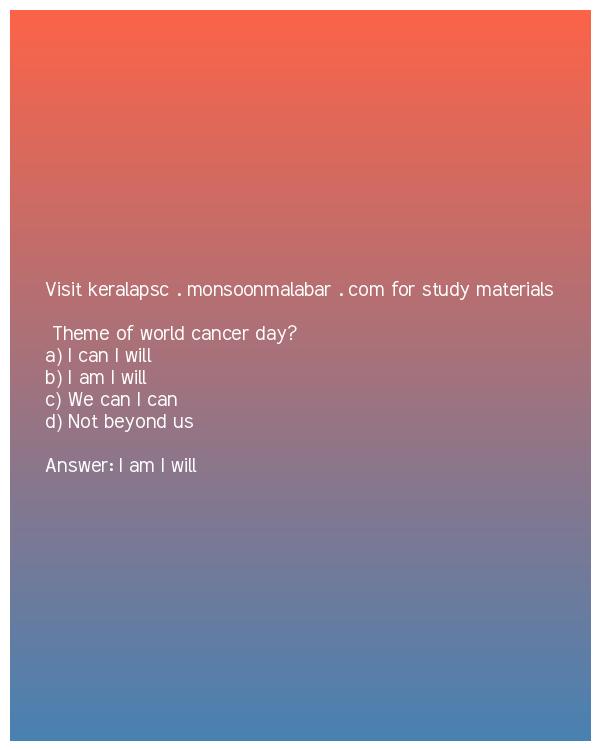 Visit keralapsc . monsoonmalabar . com for study materials
Theme of world cancer day?
a) I can I will
b) I am I will
c) We can I can
d) Not beyond us
Answer: I am I will